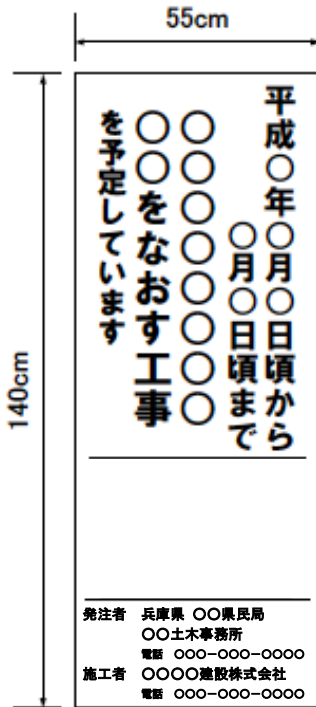 55cm
140cm
平成○年○月○日頃から
○月○日頃まで
○○○○○○○○
○○をなおす工事
を予定しています
発注者 兵庫県 ○○県民局
○○土木事務所
電話 ○○○-○○○-○○○○
施工者 ○○○○建設株式会社
電話 ○○○-○○○-○○○○